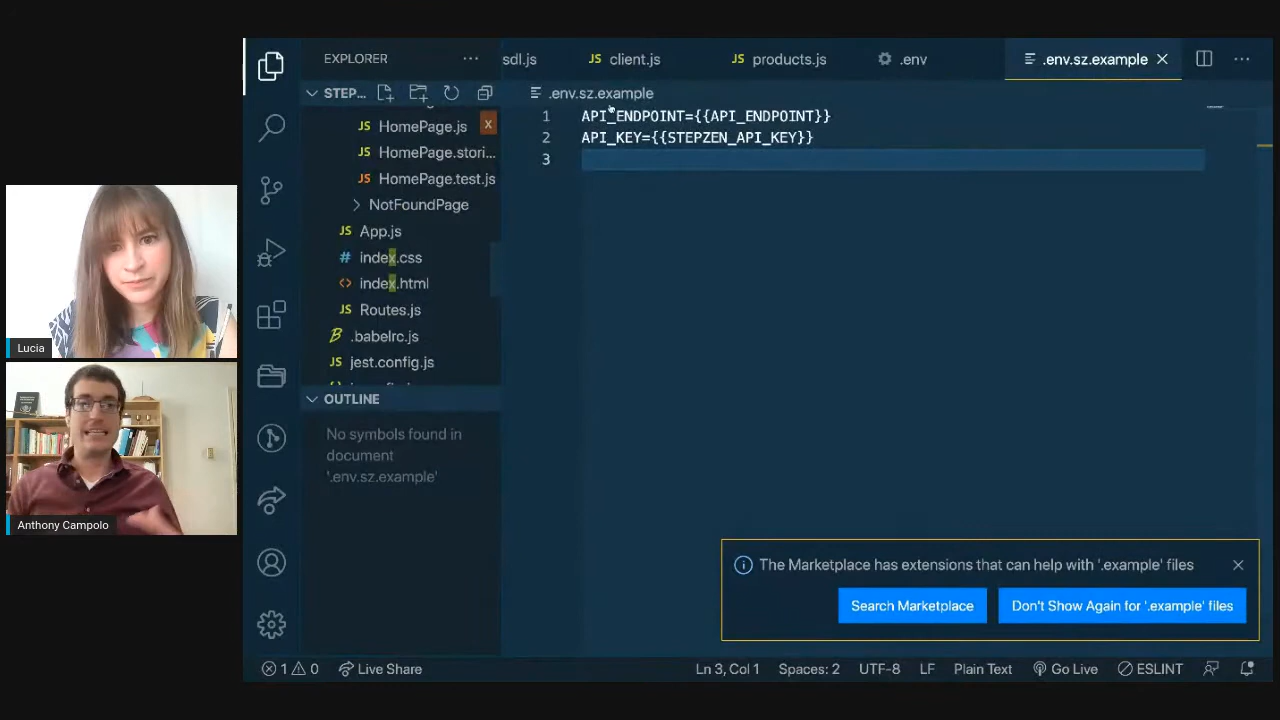 EXPLORER
STEP...
HomePage.js
HomePage.stori...
HomePage.test.js
NotFoundPage
App.js
index.css
index.html
Routes.js
.babelrc.js
jest.config.js
OUTLINE
No symbols found in
document
'.env.sz.example'
sdl.js
JS client.js
JS products.js
.env
.env.sz.example
.env.sz.example
1 API_ENDPOINT={{API_ENDPOINT}}
2 API_KEY={{STEPZEN_API_KEY}}
3
Lucia
Anthony Campolo
The Marketplace has extensions that can help with '.example' files
Search Marketplace
Don't Show Again for '.example' files
1 0 Live Share
Ln 3, Col 1 Spaces: 2 UTF-8 LF Plain Text Go Live ESLINT